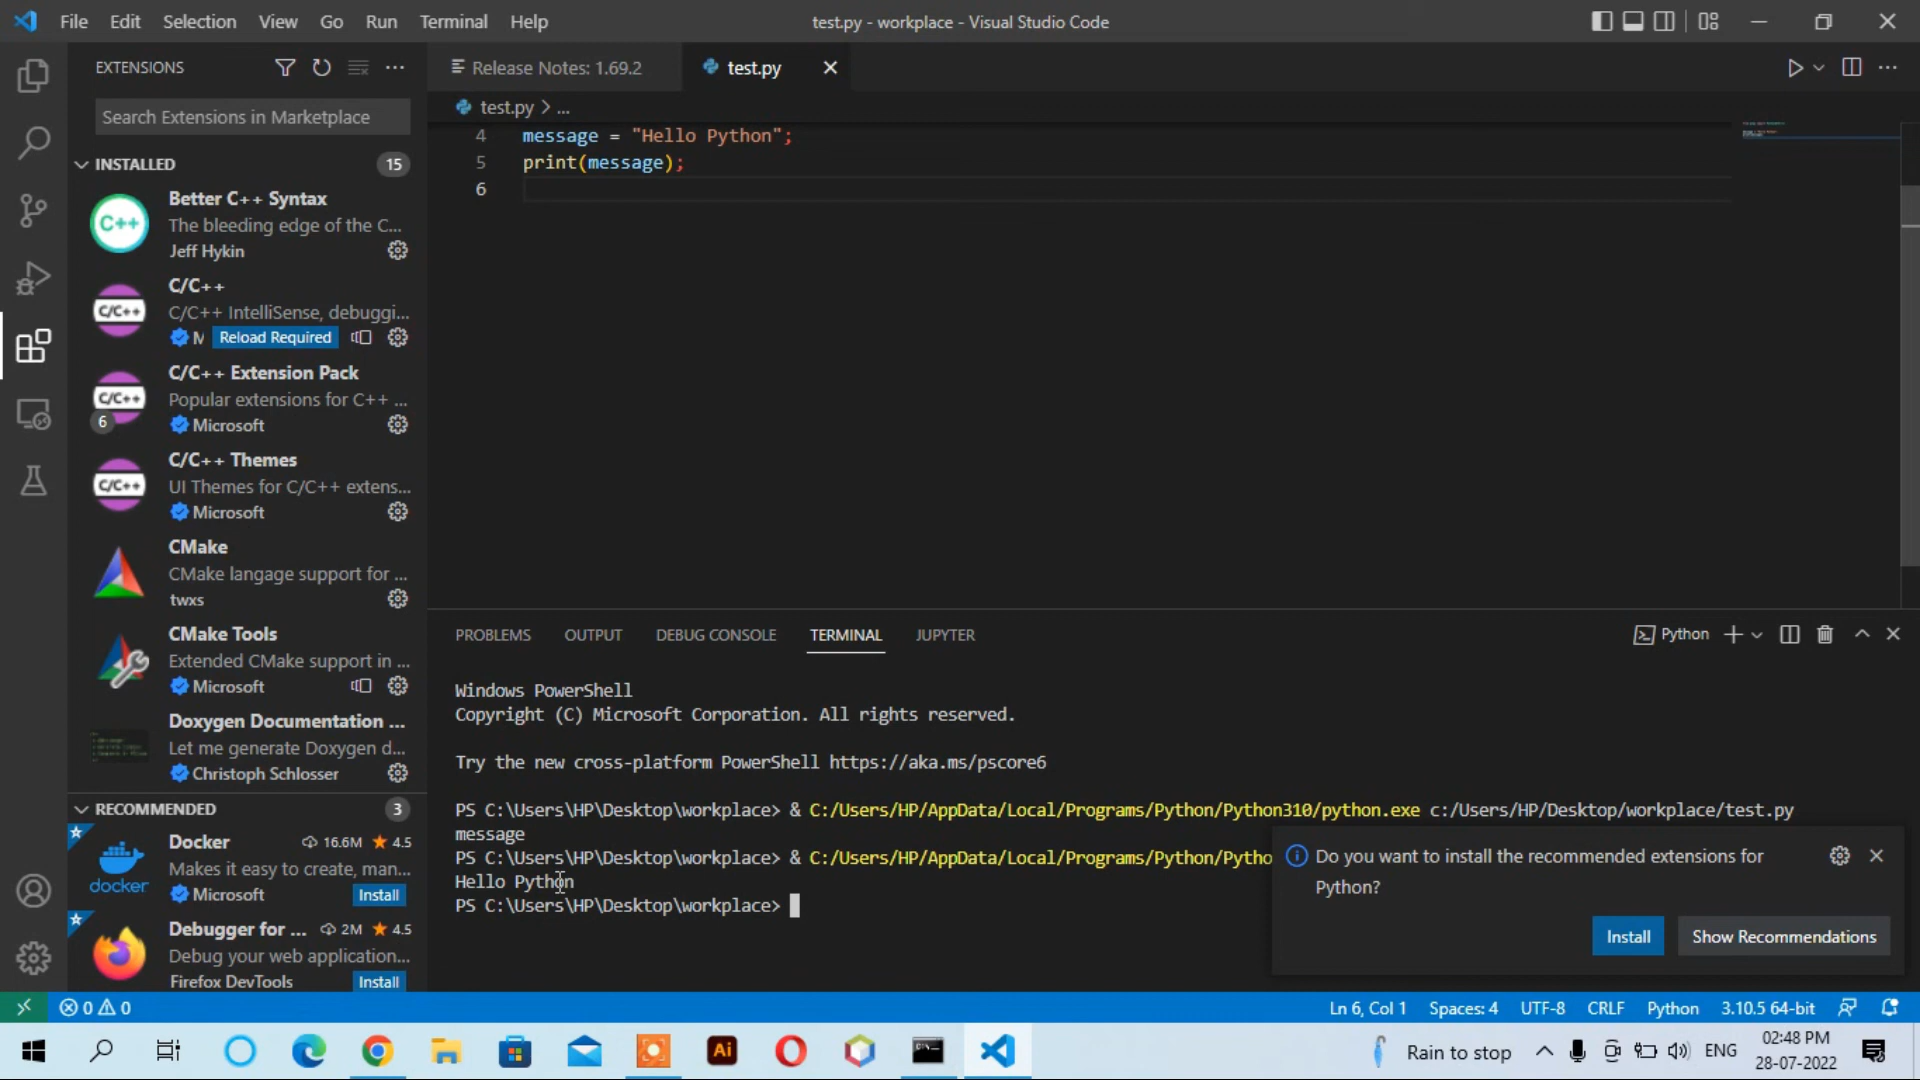 File Edit Selection View Go Run Terminal Help
test.py - workplace - Visual Studio Code
EXTENSIONS
Search Extensions in Marketplace
INSTALLED 15
C++
Better C++ Syntax
The bleeding edge of the C...
Jeff Hykin
C/C++
C/C++
C/C++ IntelliSense, debuggi...
M Reload Required
C/C++
6
C/C++ Extension Pack
Popular extensions for C++ ...
Microsoft
C/C++
C/C++ Themes
UI Themes for C/C++ extens...
Microsoft
CMake
CMake langage support for ...
twxs
CMake Tools
Extended CMake support in ...
Microsoft
Doxygen Documentation ...
Let me generate Doxygen d...
Christoph Schlosser
RECOMMENDED 3
docker
Docker 16.6M 4.5
Makes it easy to create, man...
Microsoft Install
Debugger for ... 2M 4.5
Debug your web application...
Firefox DevTools Install
Release Notes: 1.69.2
test.py
test.py > ...
4 message = "Hello Python";
5 print(message);
6
PROBLEMS OUTPUT DEBUG CONSOLE TERMINAL JUPYTER
Python
Windows PowerShell
Copyright (C) Microsoft Corporation. All rights reserved.
Try the new cross-platform PowerShell https://aka.ms/pscore6
PS C:\Users\HP\Desktop\workplace> & C:/Users/HP/AppData/Local/Programs/Python/Python310/python.exe c:/Users/HP/Desktop/workplace/test.py
message
PS C:\Users\HP\Desktop\workplace> & C:/Users/HP/AppData/Local/Programs/Python/Pytho
Hello Python
PS C:\Users\HP\Desktop\workplace>
Do you want to install the recommended extensions for
Python?
Install Show Recommendations
0 0
Ln 6, Col 1 Spaces: 4 UTF-8 CRLF Python 3.10.5 64-bit
Ai
Rain to stop
ENG
02:48 PM
28-07-2022